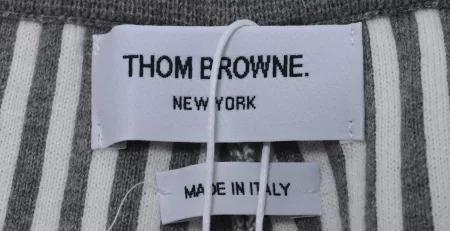 THOM BROWNE.
NEW YORK
MADE IN ITALY